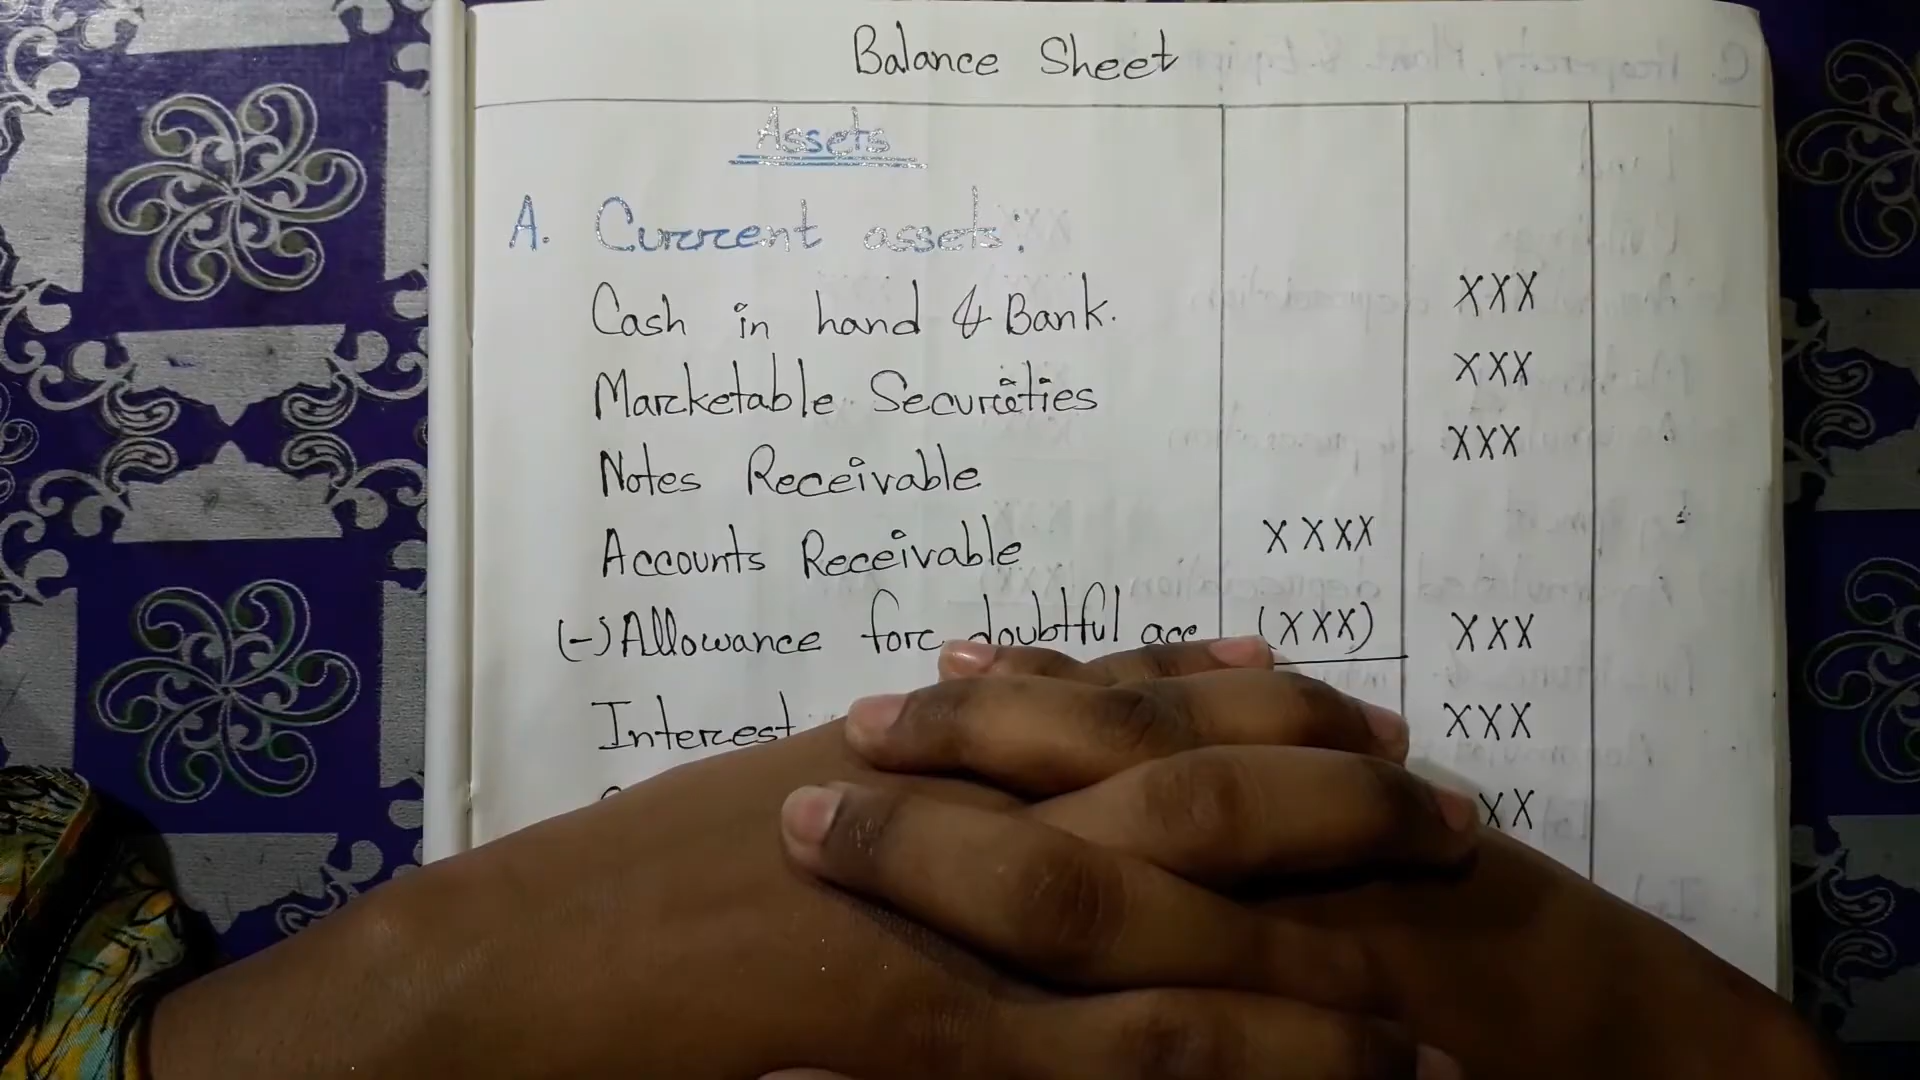 Balance Sheet
Assets
A. Current assets:
Cash in hand & Bank. XXX
Marketable Securities XXX
Notes Receivable XXX
Accounts Receivable XXXX
(-) Allowance for doubtful acc (XXX) XXX
Interest XXX
XX